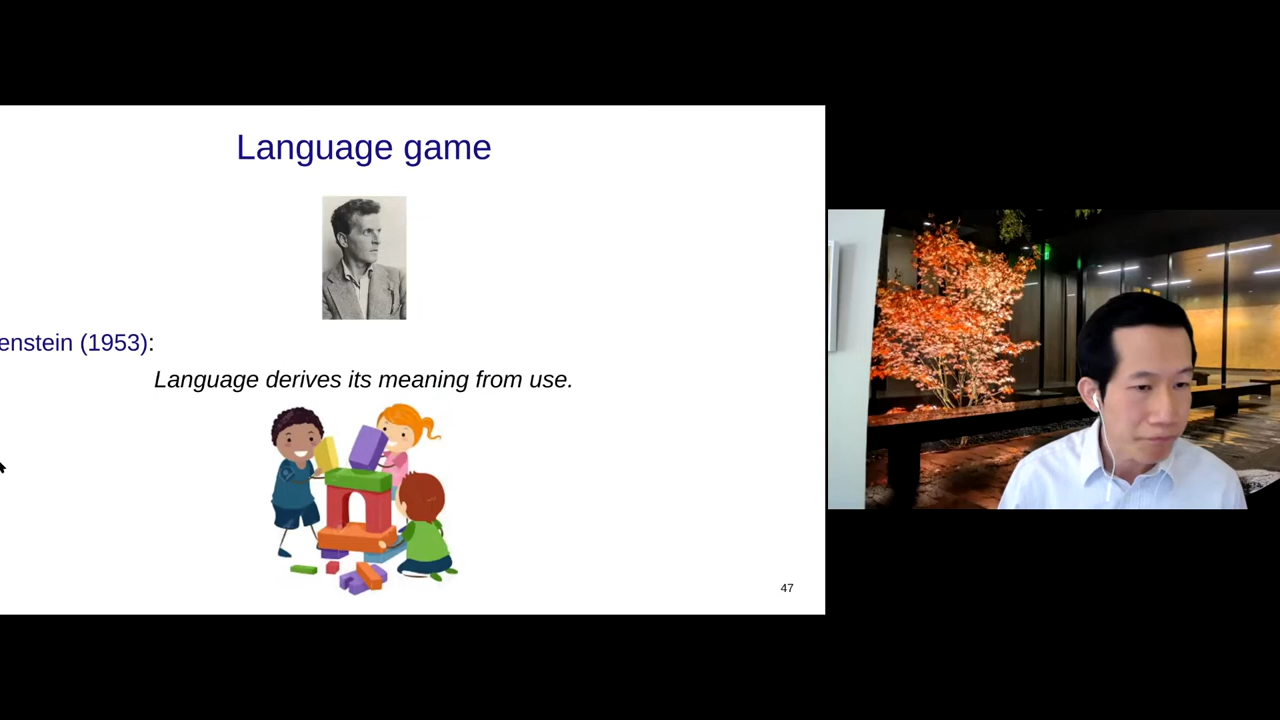 Language game
enstein (1953):
Language derives its meaning from use.
47